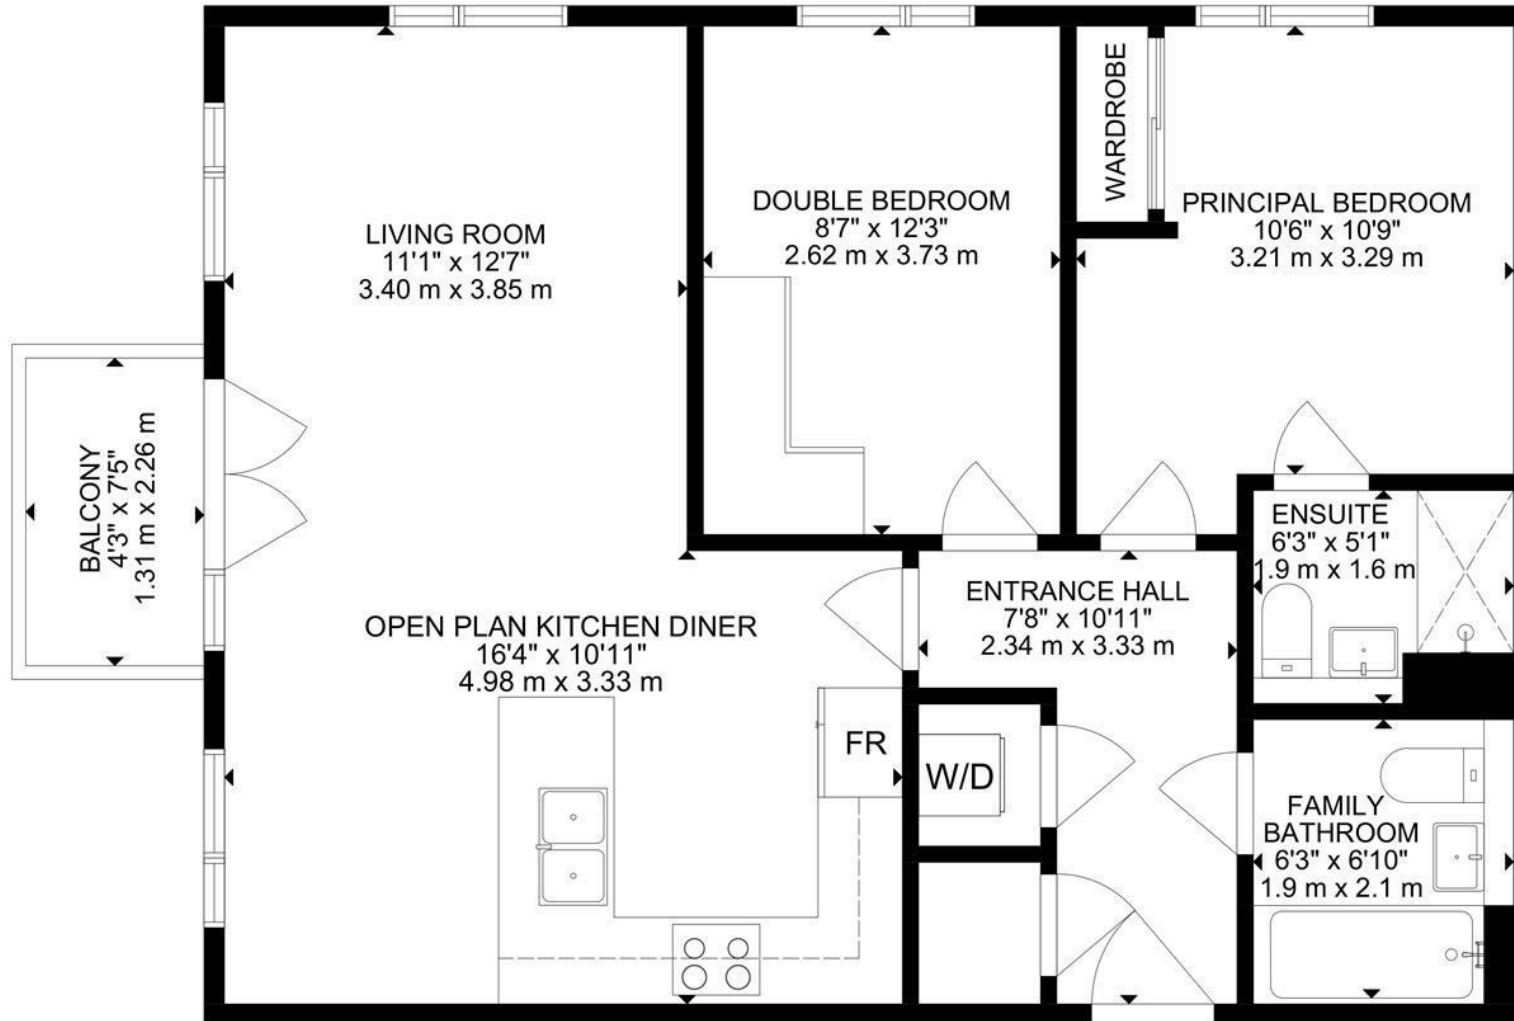 LIVING ROOM
11'1" x 12'7"
3.40 m x 3.85 m
DOUBLE BEDROOM
8'7" x 12'3"
2.62 m x 3.73 m
WARDROBE
PRINCIPAL BEDROOM
10'6" x 10'9"
3.21 m x 3.29 m
BALCONY
4'3" x 7'5"
1.31 m x 2.26 m
OPEN PLAN KITCHEN DINER
16'4" x 10'11"
4.98 m x 3.33 m
ENTRANCE HALL
7'8" x 10'11"
2.34 m x 3.33 m
ENSUITE
6'3" x 5'1"
1.9 m x 1.6 m
FR
W/D
FAMILY
BATHROOM
6'3" x 6'10"
1.9 m x 2.1 m